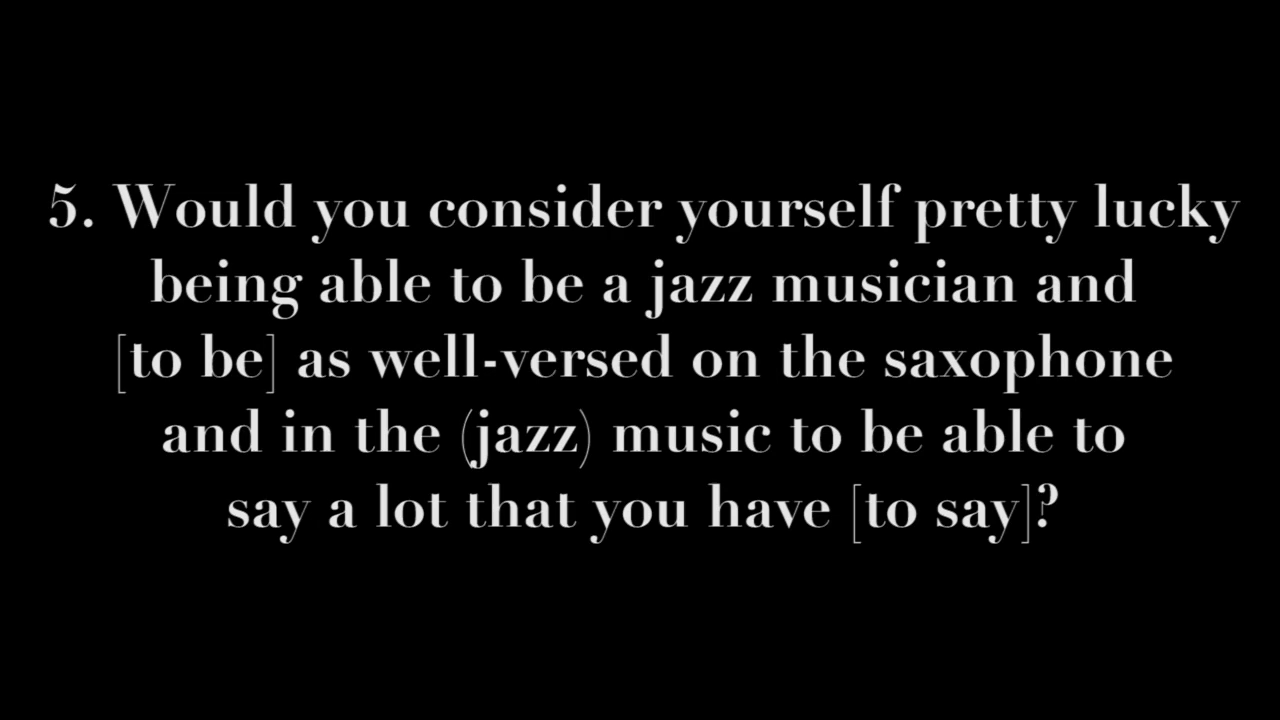 5. Would you consider yourself pretty lucky
being able to be a jazz musician and
[to be] as well-versed on the saxophone
and in the (jazz) music to be able to
say a lot that you have [to say]?